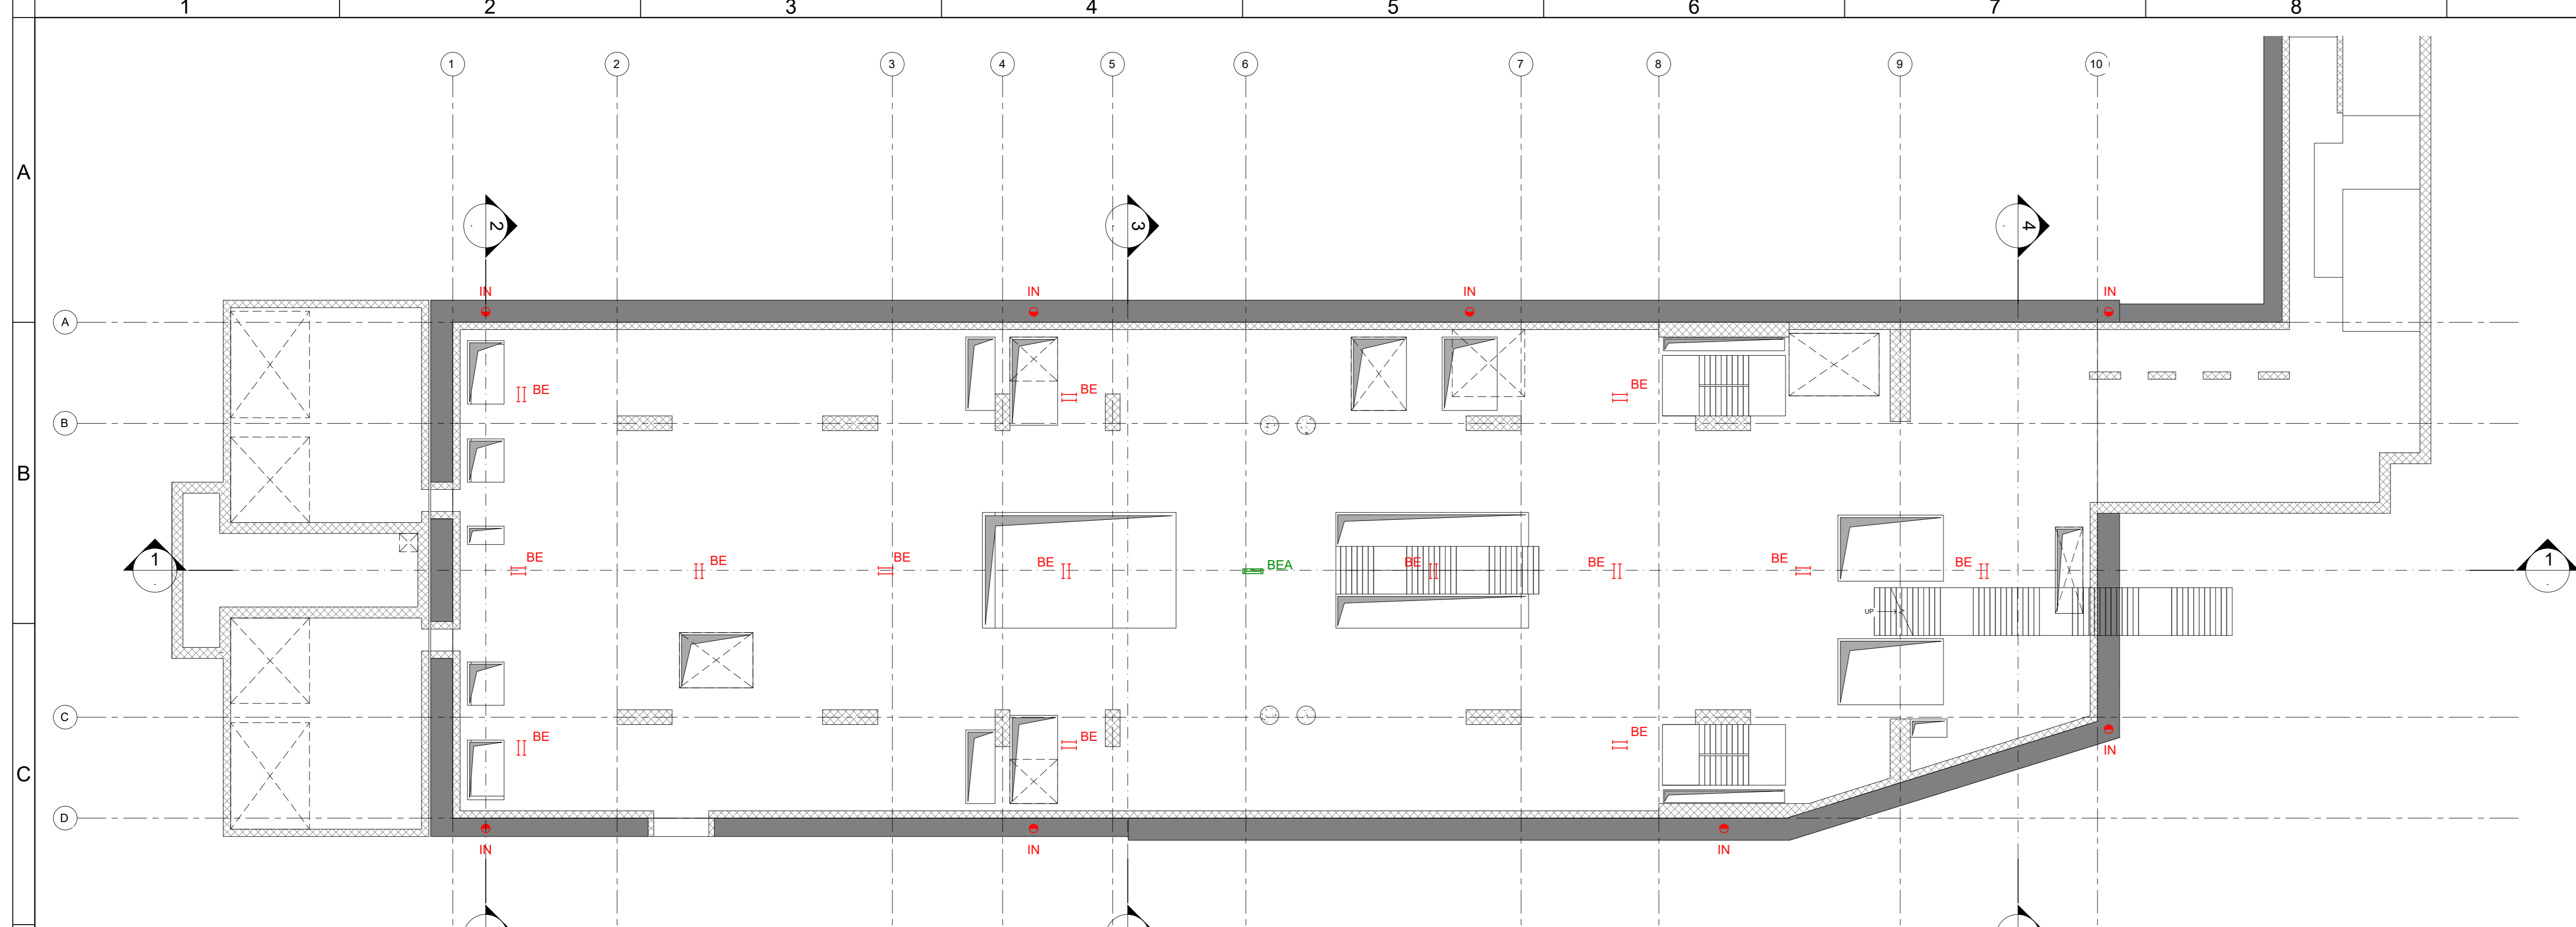 1 2 3 4 5 6 7 8
1 2 3 4 5 6 7 8 9 10
A
2 3 4
IN IN IN IN
A
BE BE BE BE
B
B
1 BE BE BE BE BEA BE BE BE BE 1
UP
C
BE BE BE IN
C
D
IN IN IN